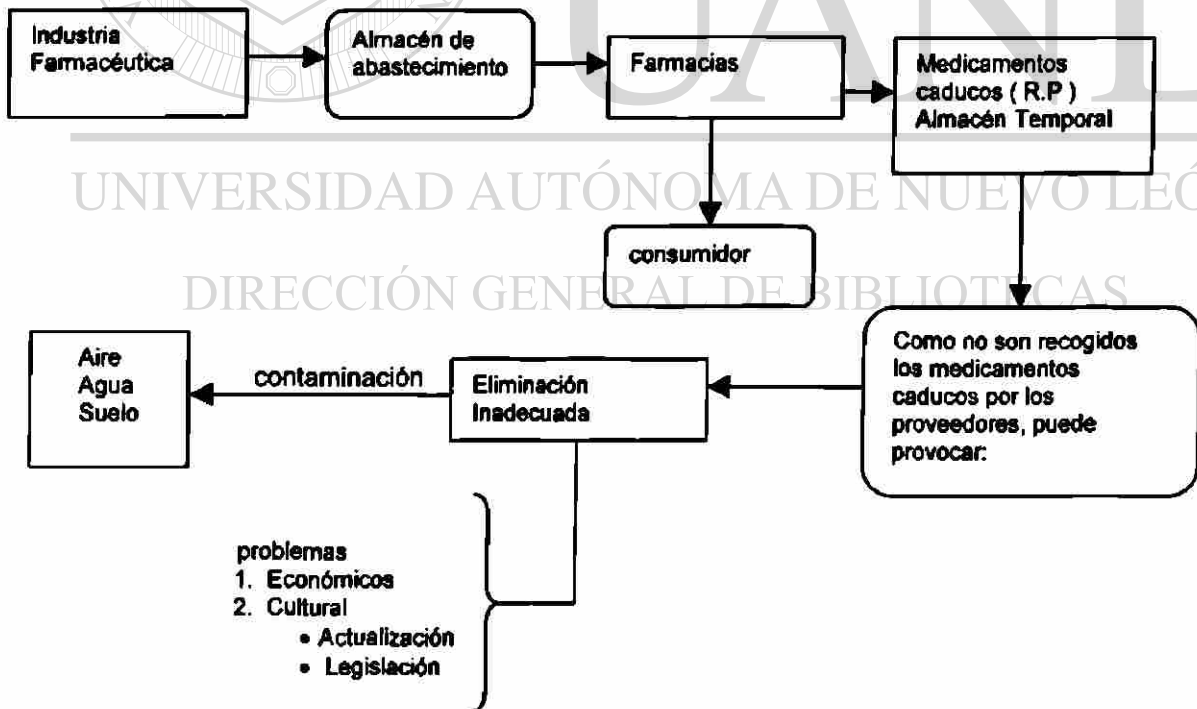 UANL
Industria
Farmacéutica
Almacén de
abastecimiento
Farmacias
Medicamentos
caducos ( R.P )
Almacén Temporal
UNIVERSIDAD AUTÓNOMA DE NUEVO LEÓ
consumidor
DIRECCIÓN GENERAL DE BIBLIOTECAS
Aire
Agua
Suelo
contaminación
Eliminación
Inadecuada
Como no son recogidos
los medicamentos
caducos por los
proveedores, puede
provocar:
problemas
1. Económicos
2. Cultural
• Actualización
• Legislación